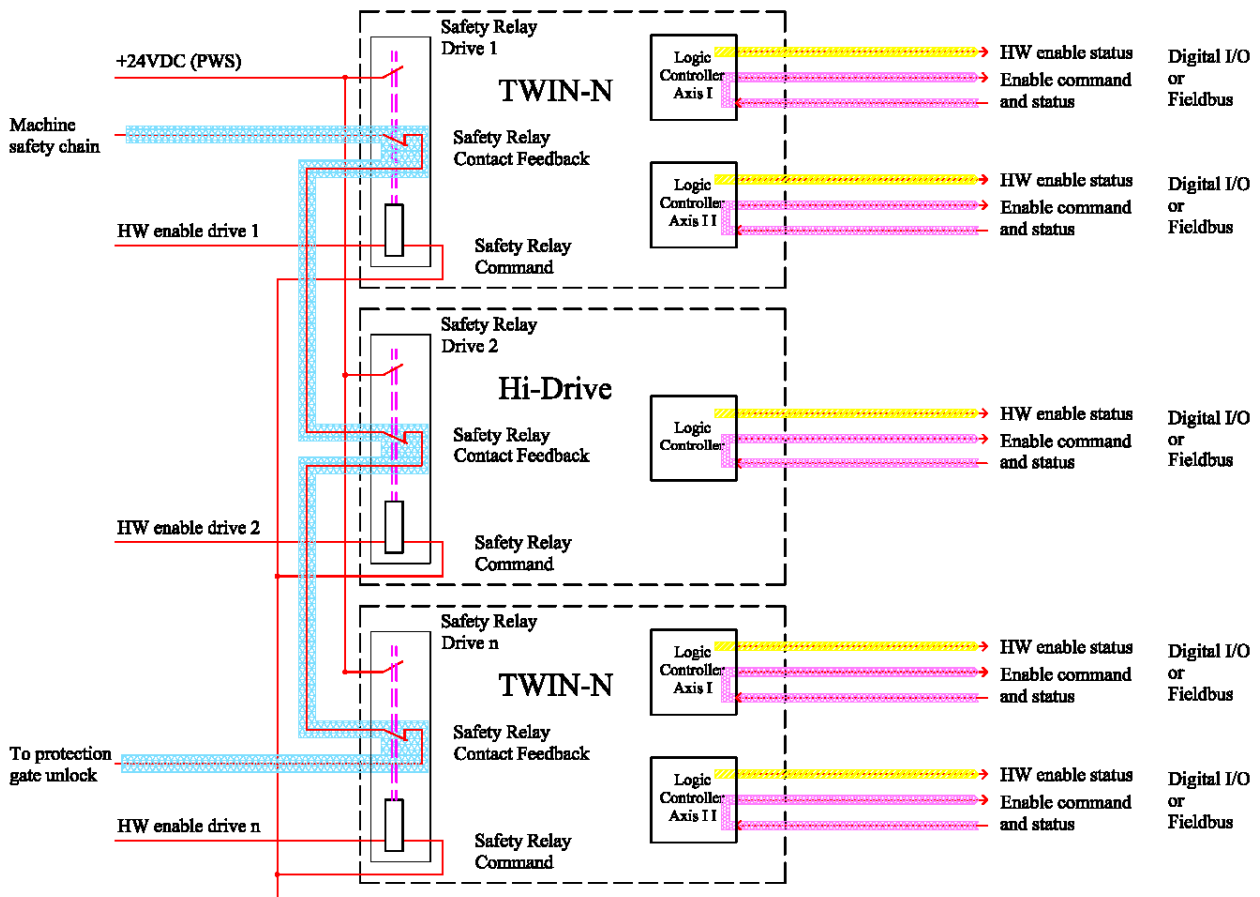 Safety Relay
Drive 1
+24VDC (PWS)
TWIN-N
Logic
Controller
Axis I
HW enable status
Enable command
and status
Digital I/O
or
Fieldbus
Machine
safety chain
Safety Relay
Contact Feedback
Logic
Controller
Axis I I
HW enable status
Enable command
and status
Digital I/O
or
Fieldbus
HW enable drive 1
Safety Relay
Command
Safety Relay
Drive 2
Hi-Drive
Logic
Controller
HW enable status
Enable command
and status
Digital I/O
or
Fieldbus
Safety Relay
Contact Feedback
HW enable drive 2
Safety Relay
Command
Safety Relay
Drive n
TWIN-N
Logic
Controller
Axis I
HW enable status
Enable command
and status
Digital I/O
or
Fieldbus
Safety Relay
Contact Feedback
To protection
gate unlock
Logic
Controller
Axis I I
HW enable status
Enable command
and status
Digital I/O
or
Fieldbus
HW enable drive n
Safety Relay
Command